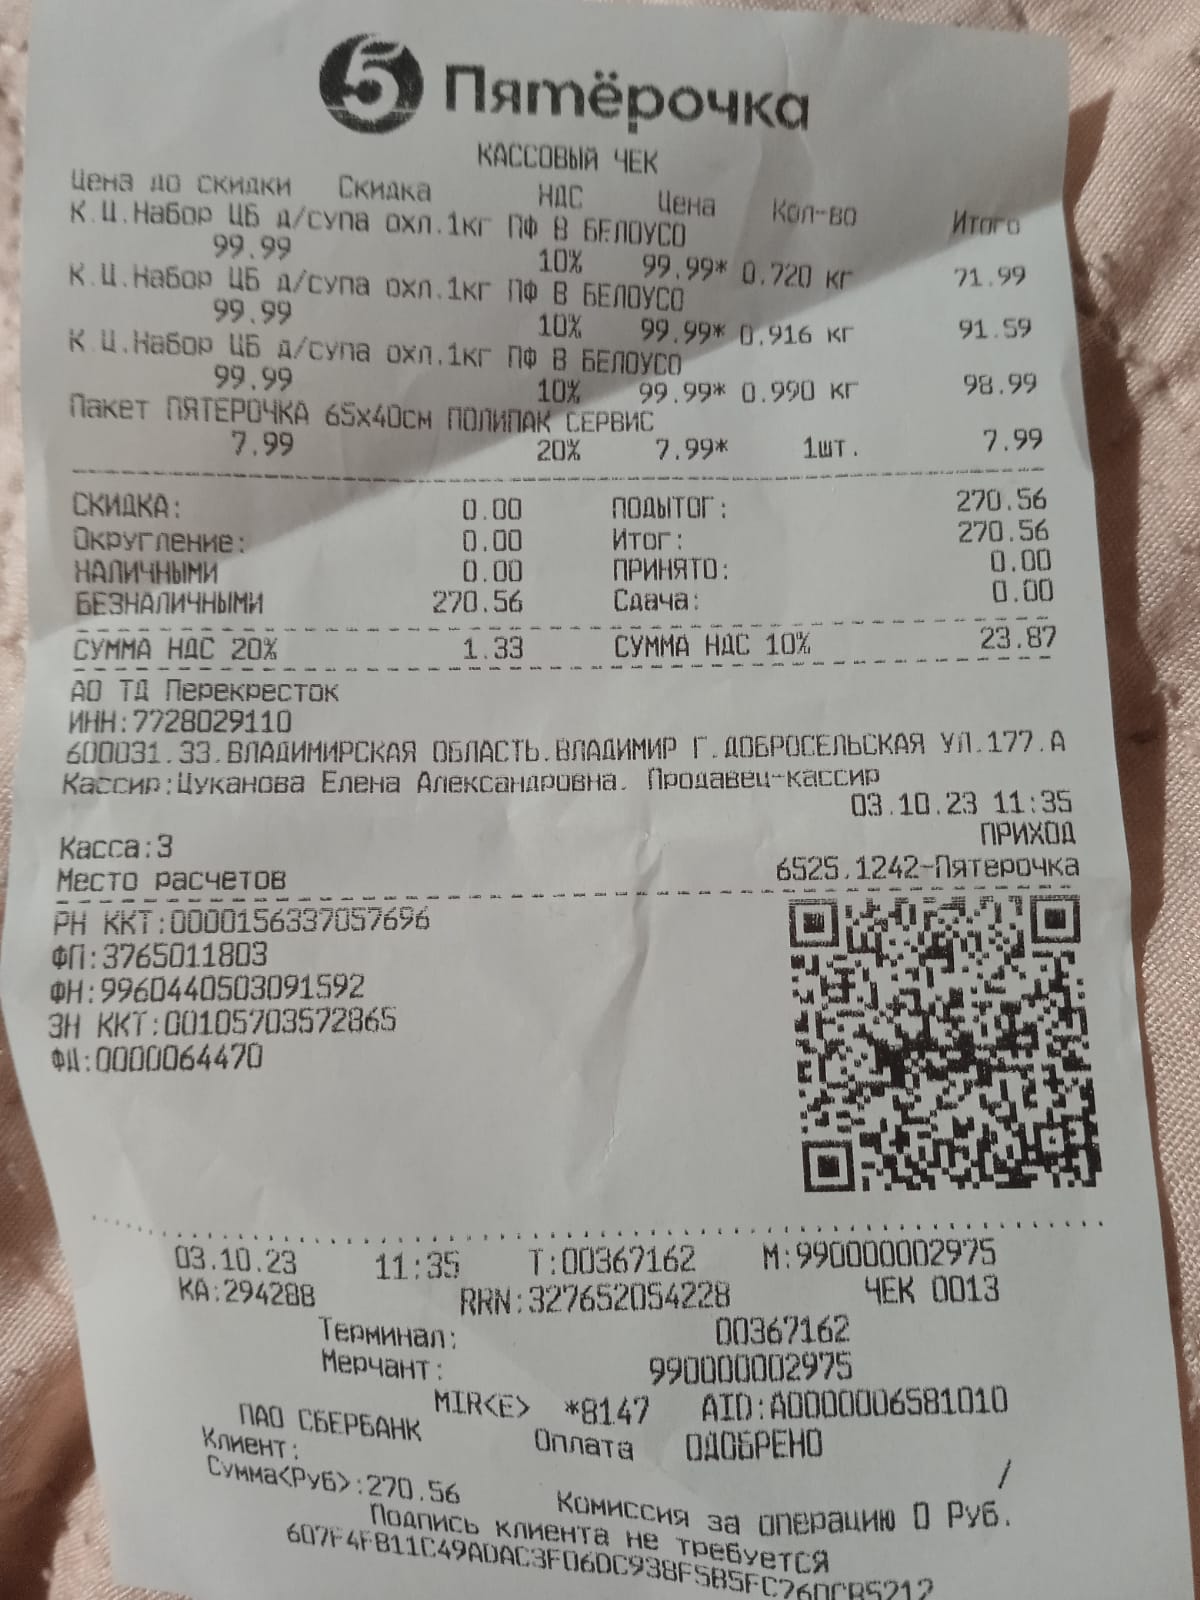 5 Пятёрочка
КАССОВЫЙ ЧЕК
Цена до скидки Скидка НДС Цена Кол-во Итого
К.Ц.Набор ЦБ д/супа охл.1кг ПФ В БЕЛОУСО
99.99 10% 99.99* 0.720 кг 71.99
К.Ц.Набор ЦБ д/супа охл.1кг ПФ В БЕЛОУСО
99.99 10% 99.99* 0.916 кг 91.59
К.Ц.Набор ЦБ д/супа охл.1кг ПФ В БЕЛОУСО
99.99 10% 99.99* 0.990 кг 98.99
Пакет ПЯТЕРОЧКА 65х40см ПОЛИПАК СЕРВИС
7.99 20% 7.99* 1шт. 7.99
СКИДКА: 0.00 ПОДЫТОГ: 270.56
Округление: 0.00 Итог: 270.56
НАЛИЧНЫМИ 0.00 ПРИНЯТО: 0.00
БЕЗНАЛИЧНЫМИ 270.56 Сдача: 0.00
СУММА НДС 20% 1.33 СУММА НДС 10% 23.87
АО ТД Перекресток
ИНН:7728029110
600031.33.ВЛАДИМИРСКАЯ ОБЛАСТЬ.ВЛАДИМИР Г.ДОБРОСЕЛЬСКАЯ УЛ.177.А
Кассир:Цуканова Елена Александровна. Продавец-кассир
03.10.23 11:35
Касса:3 ПРИХОД
Место расчетов 6525.1242-Пятерочка
РН ККТ:0000156337057696
ФП:3765011803
ФН:9960440503091592
ЗН ККТ:00105703572865
ФД:0000064470
03.10.23 11:35 Т:00367162 М:990000002975
КА:294288 RRN:327652054228 ЧЕК 0013
Терминал: 00367162
Мерчант: 990000002975
MIR<E> *8147 AID:A0000006581010
ПАО СБЕРБАНК Оплата ОДОБРЕНО
Клиент: /
Сумма<Руб>:270.56 Комиссия за операцию 0 Руб.
Подпись клиента не требуется
607F4FB11C49ADAC3F06DC938F5B5FC760CB5212